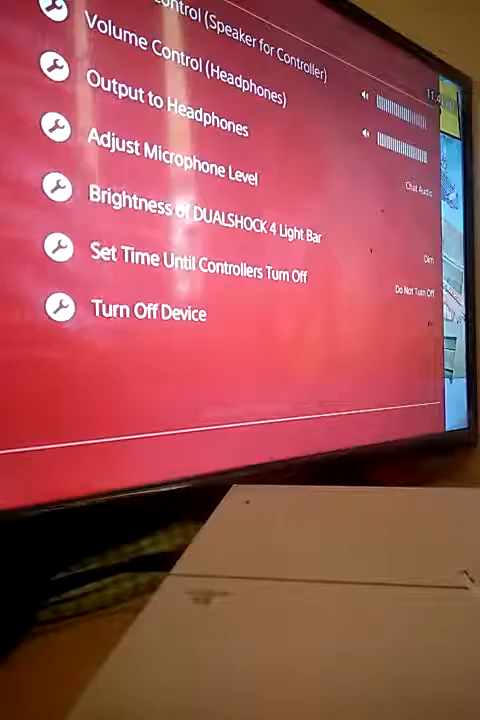 ontrol (Speaker for Controller)
Volume Control (Headphones)
Output to Headphones
Chat Audio
Adjust Microphone Level
Brightness of DUALSHOCK 4 Light Bar
Dim
Set Time Until Controllers Turn Off
Do Not Turn Off
Turn Off Device